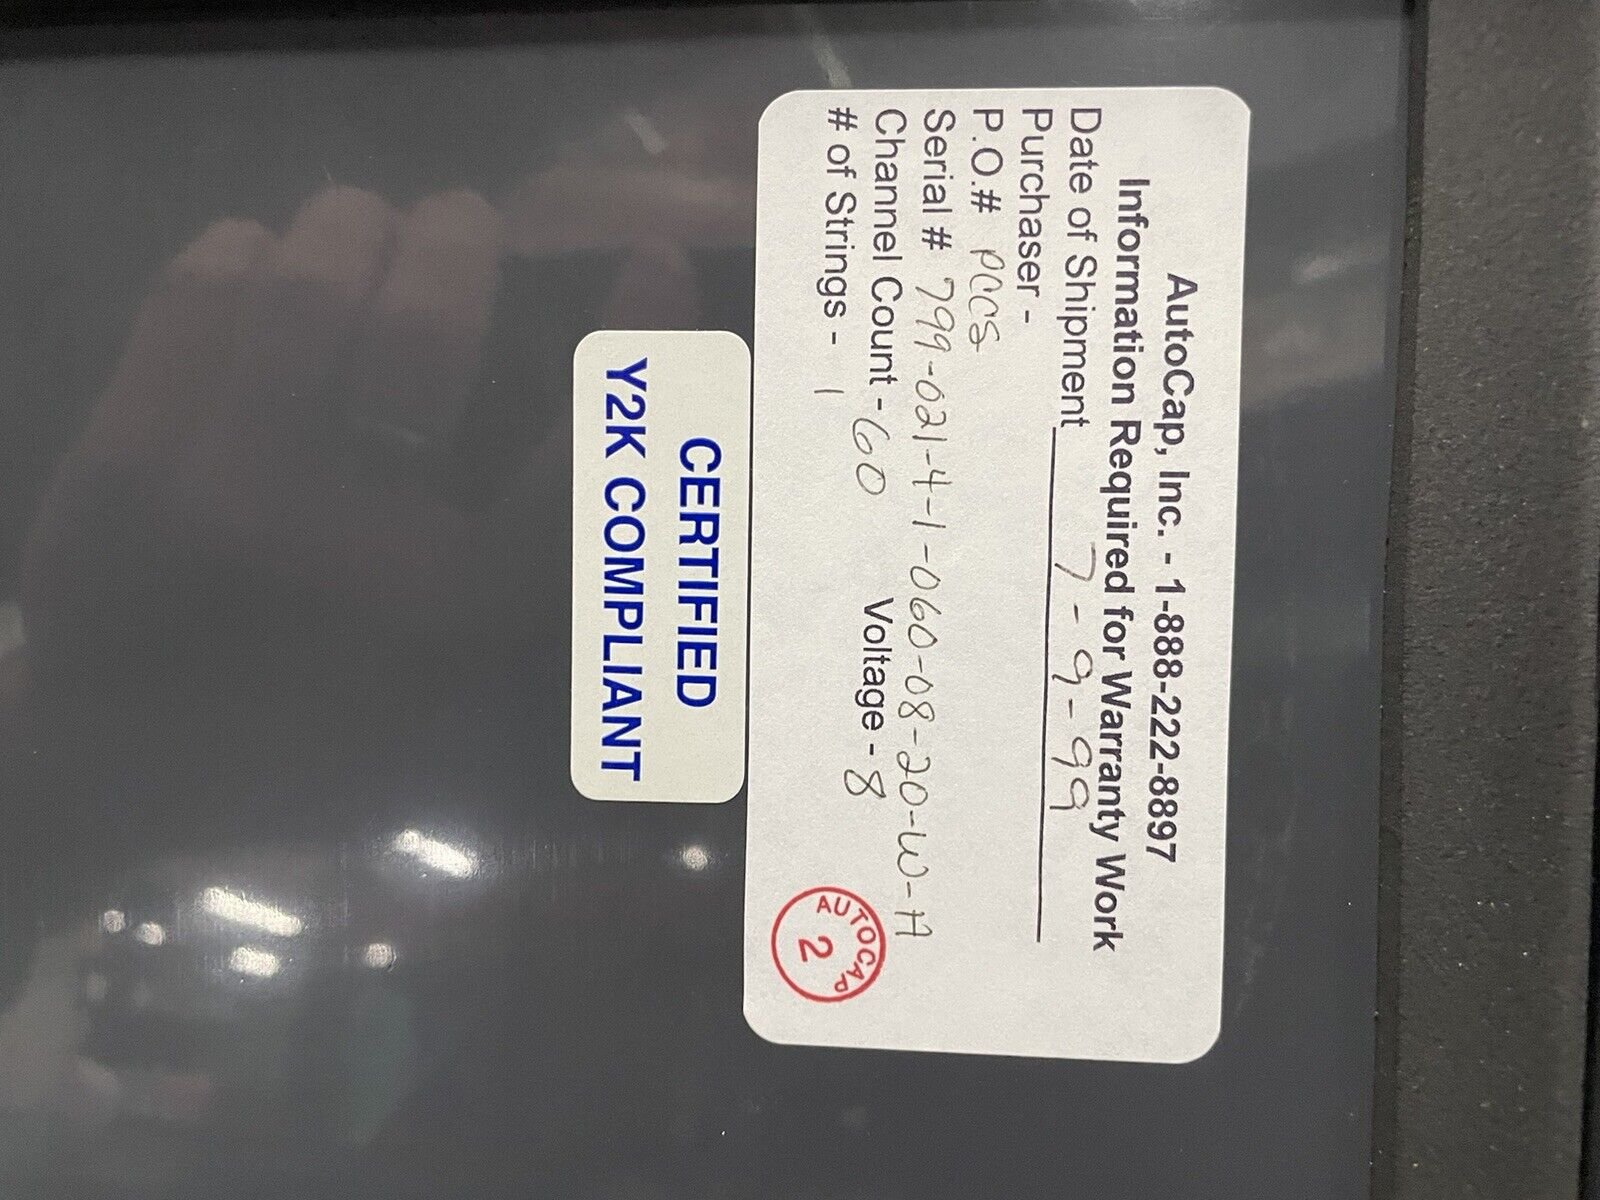 AutoCap, Inc. - 1-888-222-8897
Information Required for Warranty Work
Date of Shipment 7-9-99
Purchaser -
P.O.# PCCS
Serial # 799-021-4-1-060-08-20-W-A
Channel Count - 60 Voltage - 8
# of Strings - 1
AUTOCAP
2
CERTIFIED
Y2K COMPLIANT